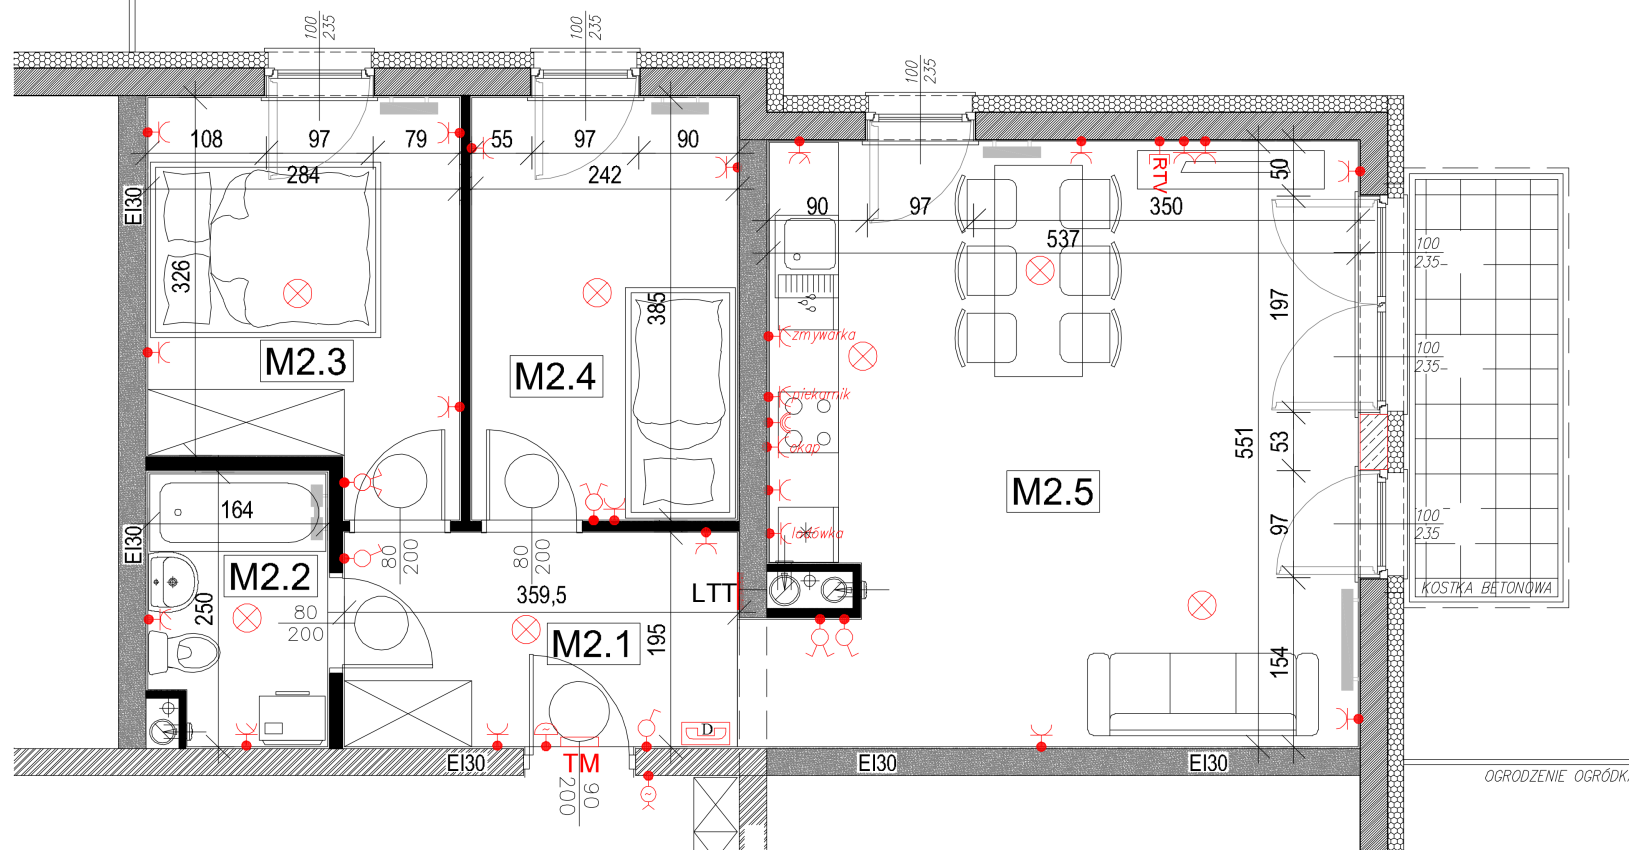 100
235
100
235
100
235
108
97
79
55
97
90
284
242
EI30
RTV
50
90
97
350
537
100
235
326
385
197
zmywarka
M2.3
M2.4
100
235
piekarnik
okap
551
53
M2.5
164
EI30
lodówka
100
235
97
80
200
80
200
M2.2
250
359,5
LTT
KOSTKA BETONOWA
80
200
M2.1
195
154
D
EI30
TM
EI30
EI30
90
200
OGRODZENIE OGRÓDK